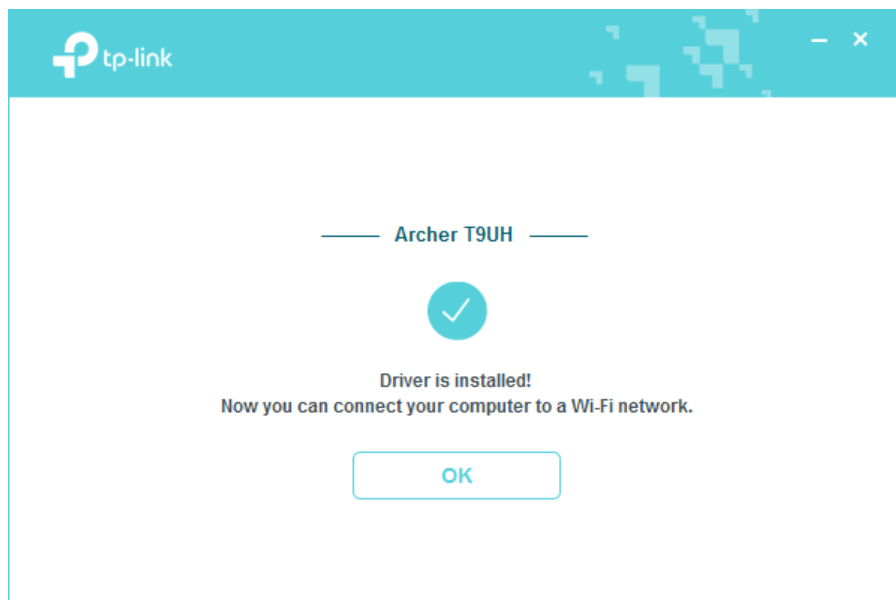 tp-link
Archer T9UH
Driver is installed!
Now you can connect your computer to a Wi-Fi network.
OK